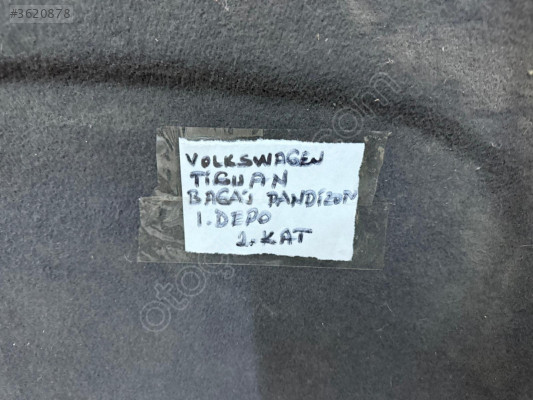 #3620878
VOLKSWAGEN
TIGUAN
BAGAJ PANDİZOT
1. DEPO
2. KAT